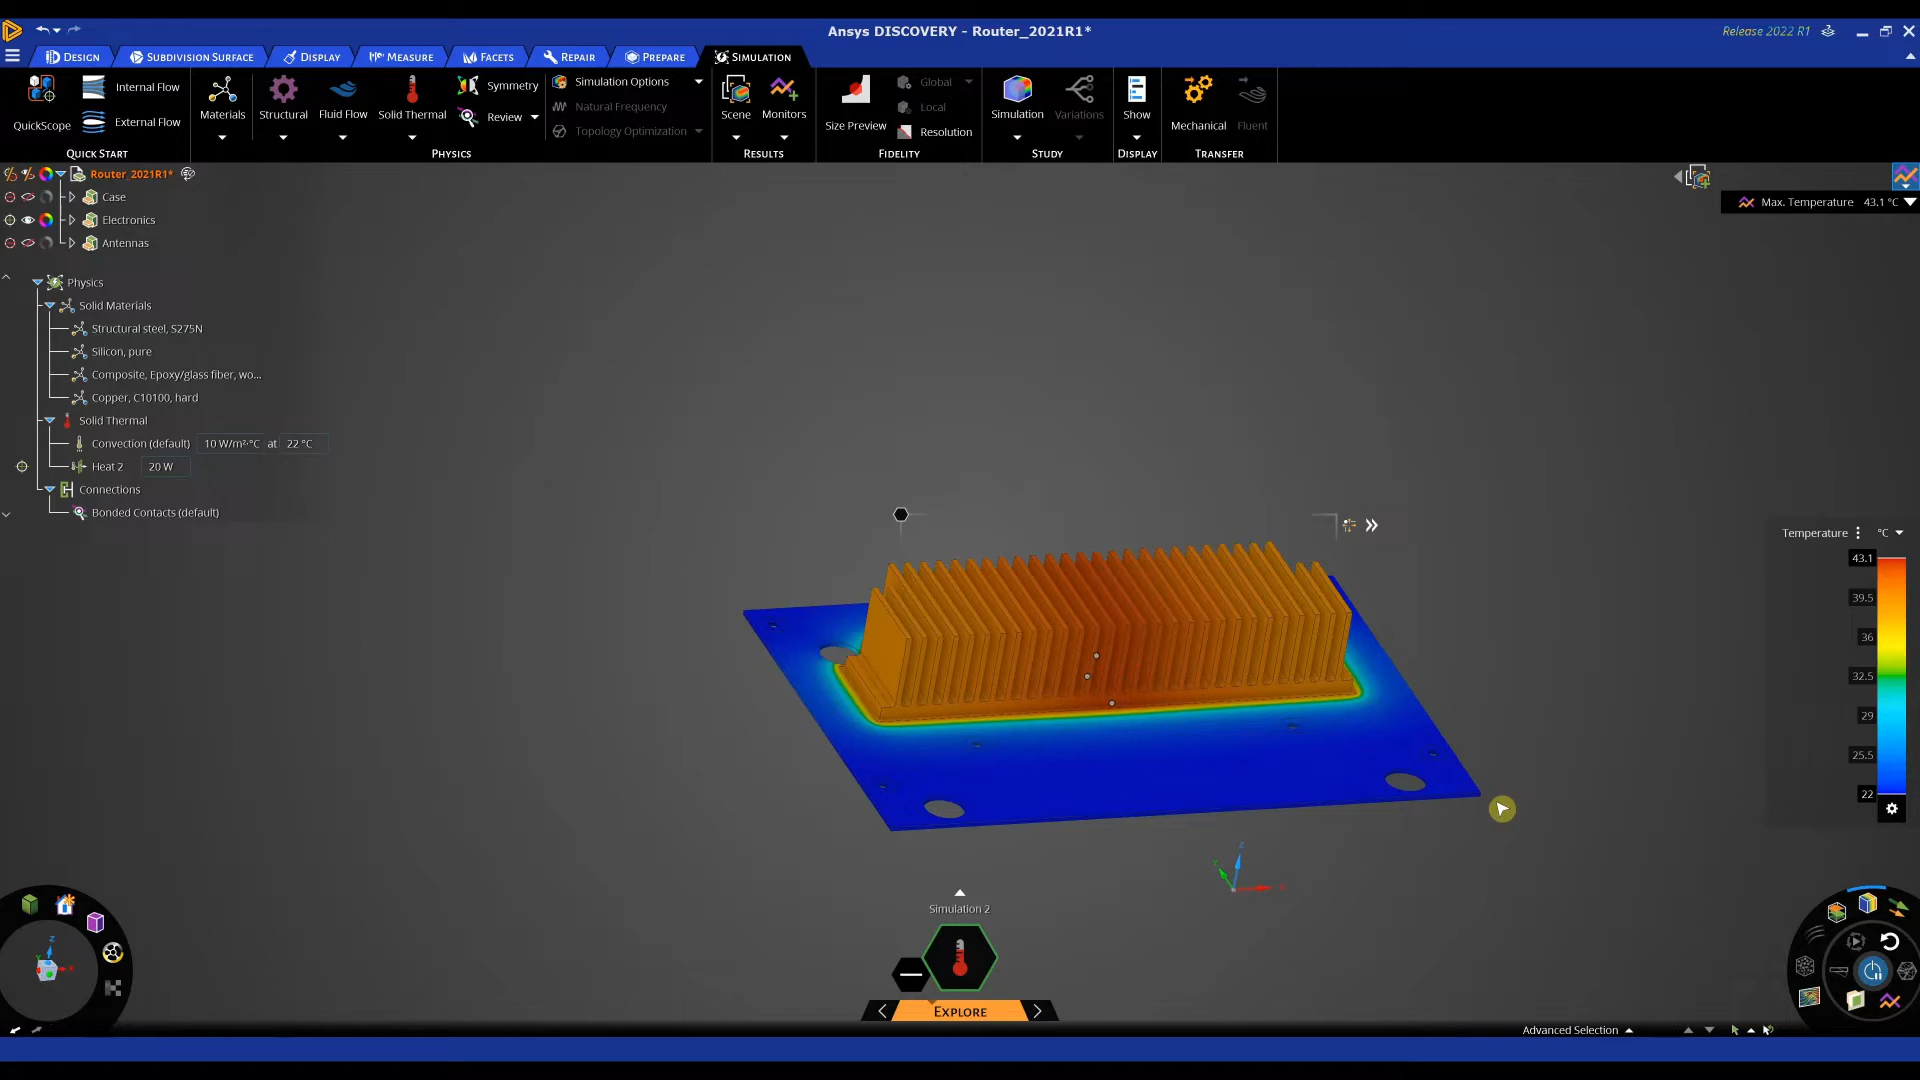 Ansys DISCOVERY - Router_2021R1*
Release 2022 R1
DESIGN
SUBDIVISION SURFACE
DISPLAY
MEASURE
FACETS
REPAIR
PREPARE
SIMULATION
QuickScope
Internal Flow
External Flow
QUICK START
Materials
Structural
Fluid Flow
Solid Thermal
Symmetry
Review
Simulation Options
Natural Frequency
Topology Optimization
PHYSICS
Scene
Monitors
RESULTS
Size Preview
Global
Local
Resolution
FIDELITY
Simulation
Variations
STUDY
Show
DISPLAY
Mechanical
Fluent
TRANSFER
Router_2021R1*
Case
Electronics
Antennas
Max. Temperature 43.1 °C
Physics
Solid Materials
Structural steel, S275N
Silicon, pure
Composite, Epoxy/glass fiber, wo...
Copper, C10100, hard
Solid Thermal
Convection (default) 10 W/m²·°C at 22 °C
Heat 2 20 W
Connections
Bonded Contacts (default)
Temperature °C
43.1
39.5
36
32.5
29
25.5
22
Z
Y
X
Simulation 2
EXPLORE
Z
Y
X
Advanced Selection